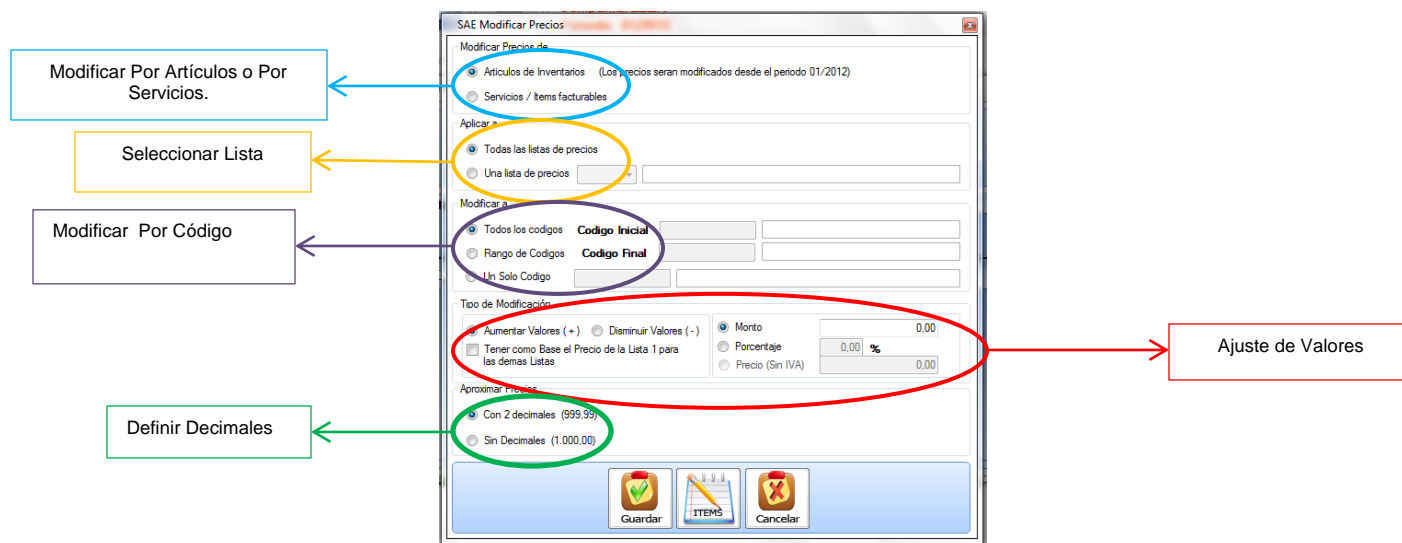 SAE Modificar Precios
Modificar Precios de
Articulos de Inventarios (Los precios seran modificados desde el periodo 01/2012)
Servicios / Items facturables
Modificar Por Artículos o Por
Servicios.
Aplicar a
Todas las listas de precios
Una lista de precios
Seleccionar Lista
Modificar a
Todos los codigos Codigo Inicial
Rango de Codigos Codigo Final
Un Solo Codigo
Modificar Por Código
Tipo de Modificación
Aumentar Valores ( + ) Disminuir Valores ( - )
Tener como Base el Precio de la Lista 1 para
las demas Listas
Monto 0,00
Porcentaje 0,00 %
Precio (Sin IVA) 0,00
Ajuste de Valores
Aproximar Precios
Con 2 decimales (999,99)
Sin Decimales (1.000,00)
Definir Decimales
Guardar
ITEMS
Cancelar